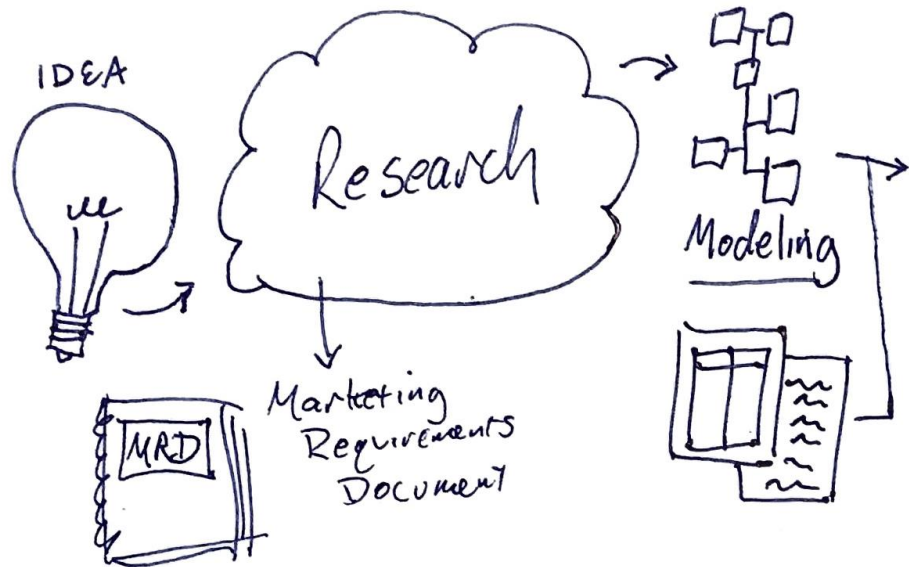 IDEA
Research
Modeling
MRD
Marketing
Requirements
Document